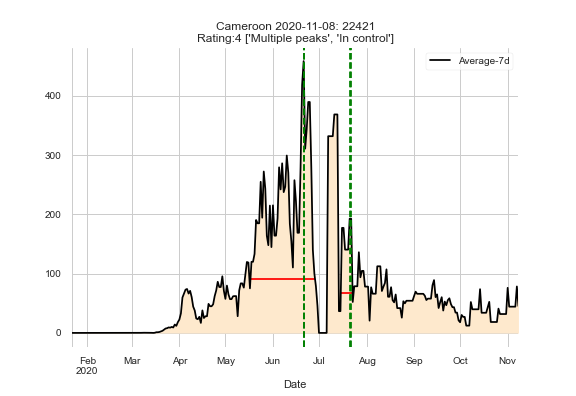 Cameroon 2020-11-08: 22421
Rating:4 ['Multiple peaks', 'In control']
Average-7d
400
300
200
100
0
Feb Mar Apr May Jun Jul Aug Sep Oct Nov
2020
Date